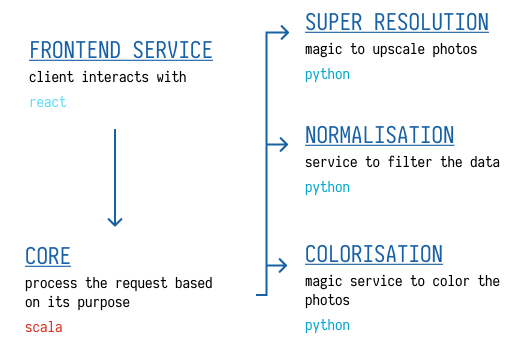 FRONTEND SERVICE
client interacts with
react
CORE
process the request based
on its purpose
scala
SUPER RESOLUTION
magic to upscale photos
python
NORMALISATION
service to filter the data
python
COLORISATION
magic service to color the
photos
python